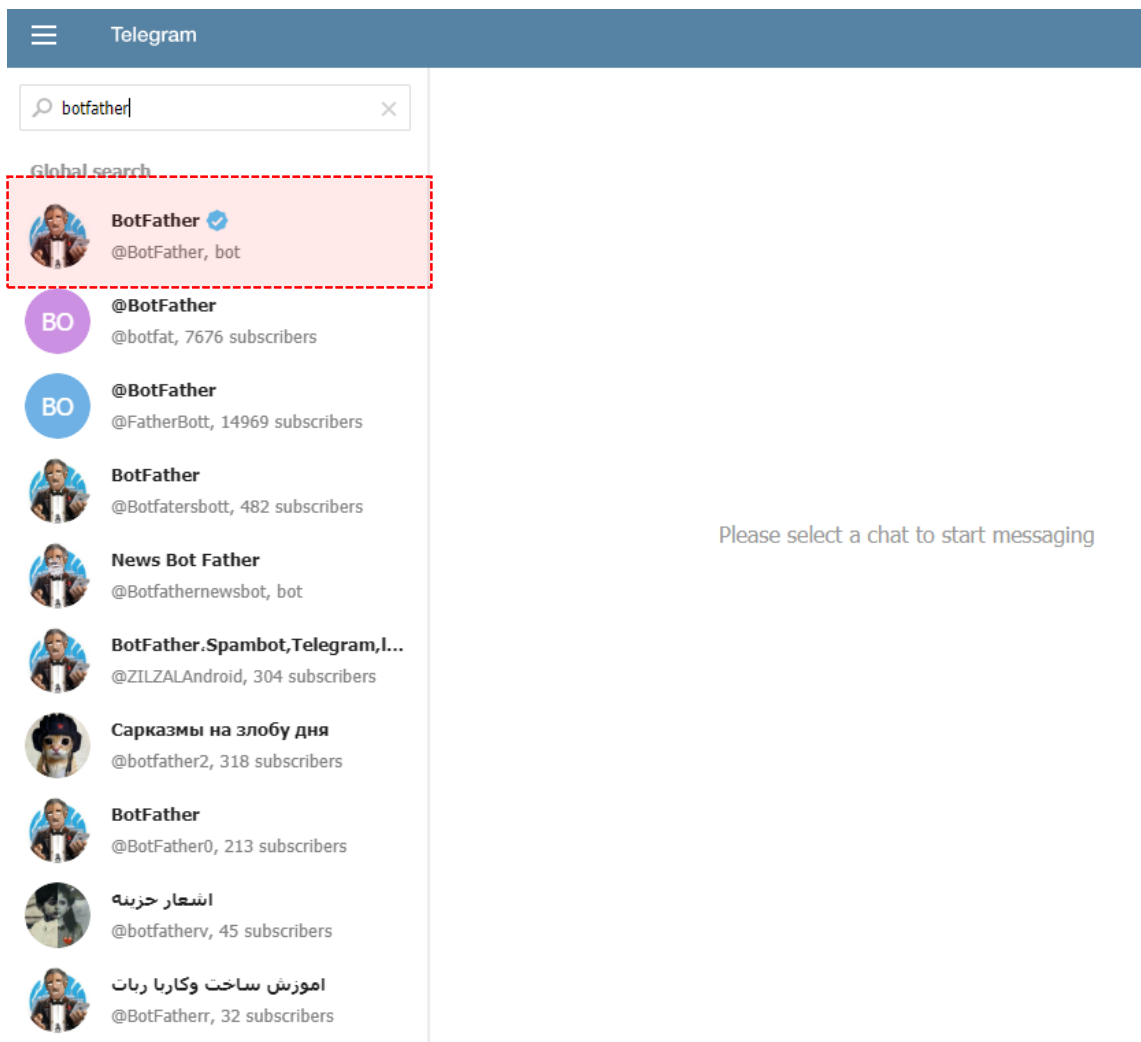 Telegram
botfather
Global search
BotFather
@BotFather, bot
BO
@BotFather
@botfat, 7676 subscribers
BO
@BotFather
@FatherBott, 14969 subscribers
BotFather
@Botfatersbott, 482 subscribers
News Bot Father
@Botfathernewsbot, bot
BotFather،Spambot,Telegram,l...
@ZILZALAndroid, 304 subscribers
Сарказмы на злобу дня
@botfather2, 318 subscribers
BotFather
@BotFather0, 213 subscribers
اشعار حزينه
@botfatherv, 45 subscribers
اموزش ساخت وكاربا ربات
@BotFatherr, 32 subscribers
Please select a chat to start messaging